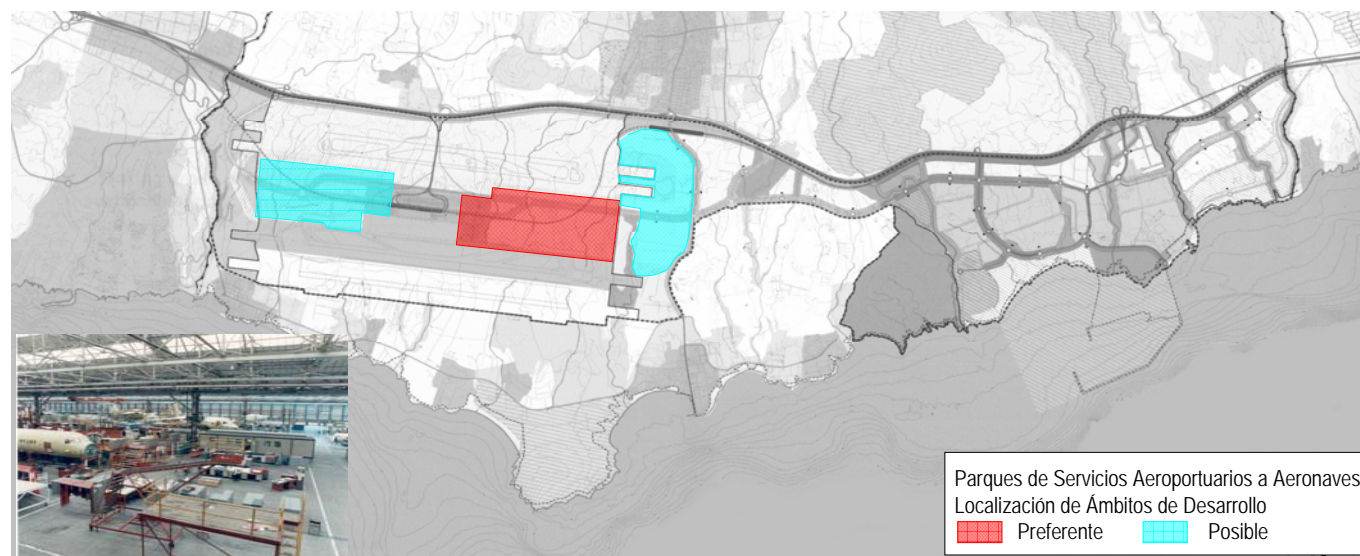 Parques de Servicios Aeroportuarios a Aeronaves
Localización de Ámbitos de Desarrollo
Preferente
Posible